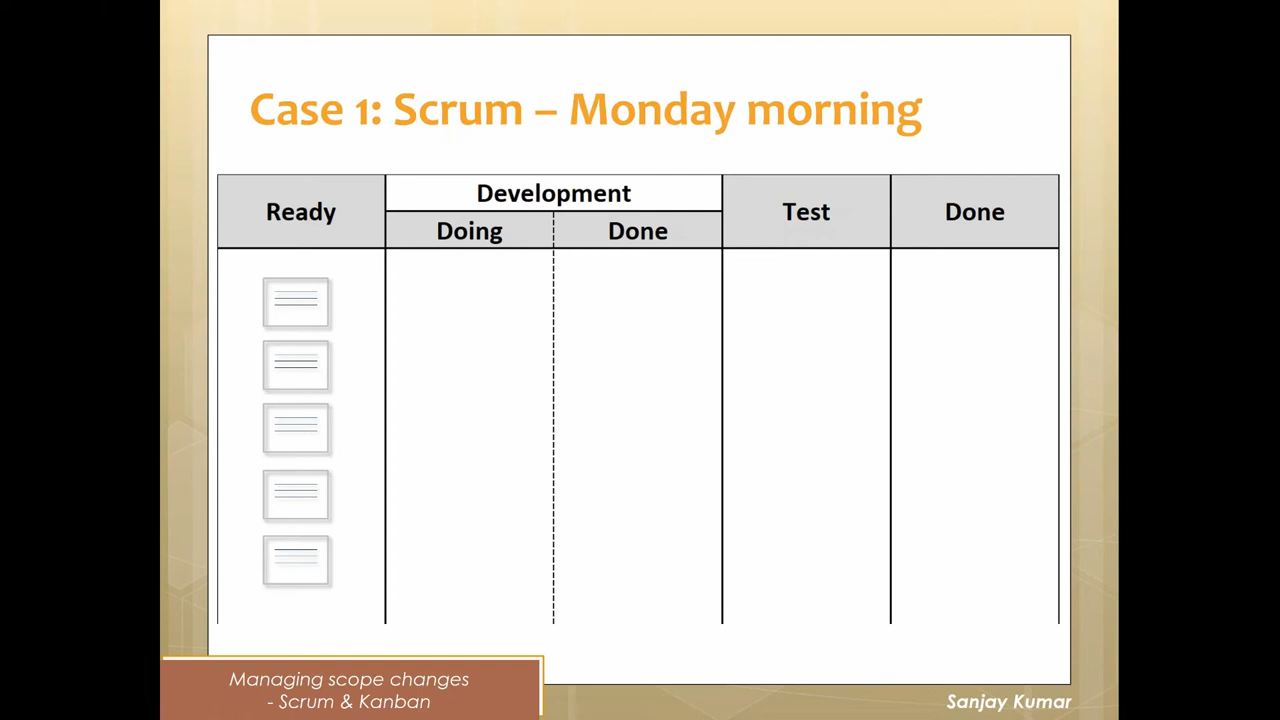 Case 1: Scrum – Monday morning
Ready
Development
Doing
Done
Test
Done
Managing scope changes
- Scrum & Kanban
Sanjay Kumar